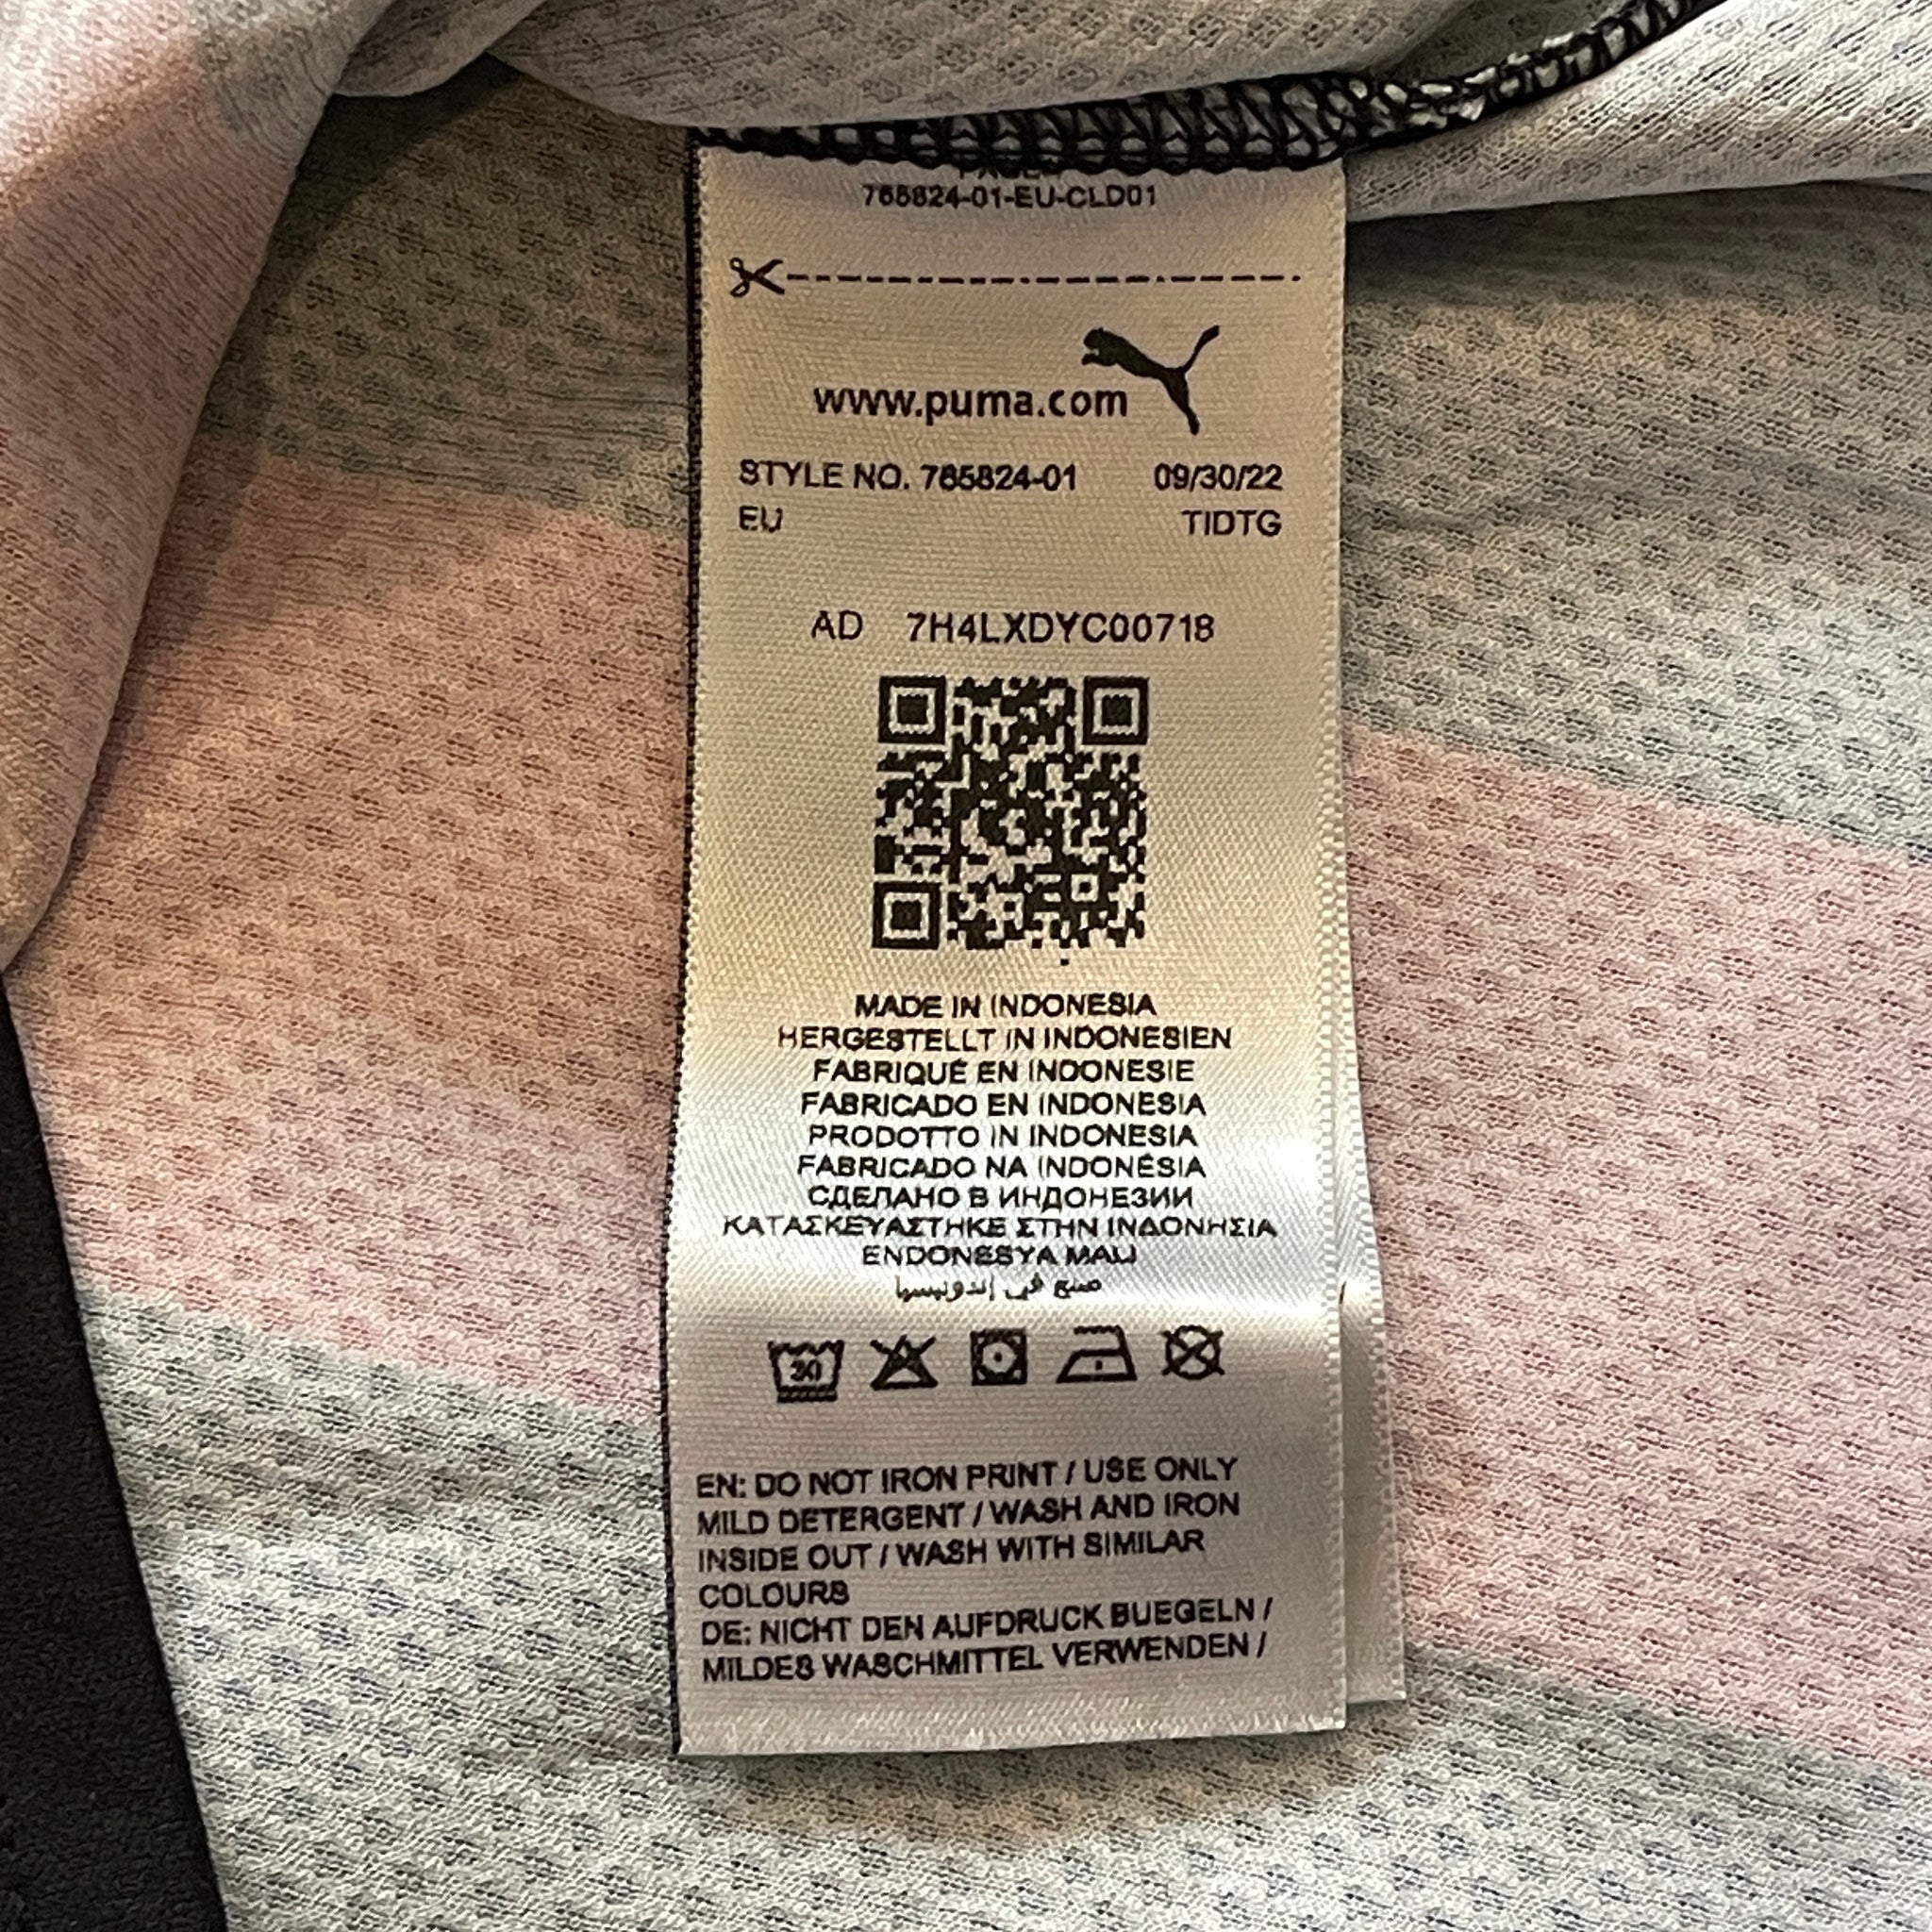 765824-01-EU-CLD01
www.puma.com
STYLE NO. 765824-01 09/30/22
EU TIDTG
AD 7H4LXDYC00718
MADE IN INDONESIA
HERGESTELLT IN INDONESIEN
FABRIQUÉ EN INDONESIE
FABRICADO EN INDONESIA
PRODOTTO IN INDONESIA
FABRICADO NA INDONÉSIA
СДЕЛАНО В ИНДОНЕЗИИ
ΚΑΤΑΣΚΕΥΑΣΤΗΚΕ ΣΤΗΝ ΙΝΔΟΝΗΣΙΑ
ENDONESYA MALI
صنع في إندونيسيا
30
EN: DO NOT IRON PRINT / USE ONLY
MILD DETERGENT / WASH AND IRON
INSIDE OUT / WASH WITH SIMILAR
COLOURS
DE: NICHT DEN AUFDRUCK BUEGELN /
MILDES WASCHMITTEL VERWENDEN /